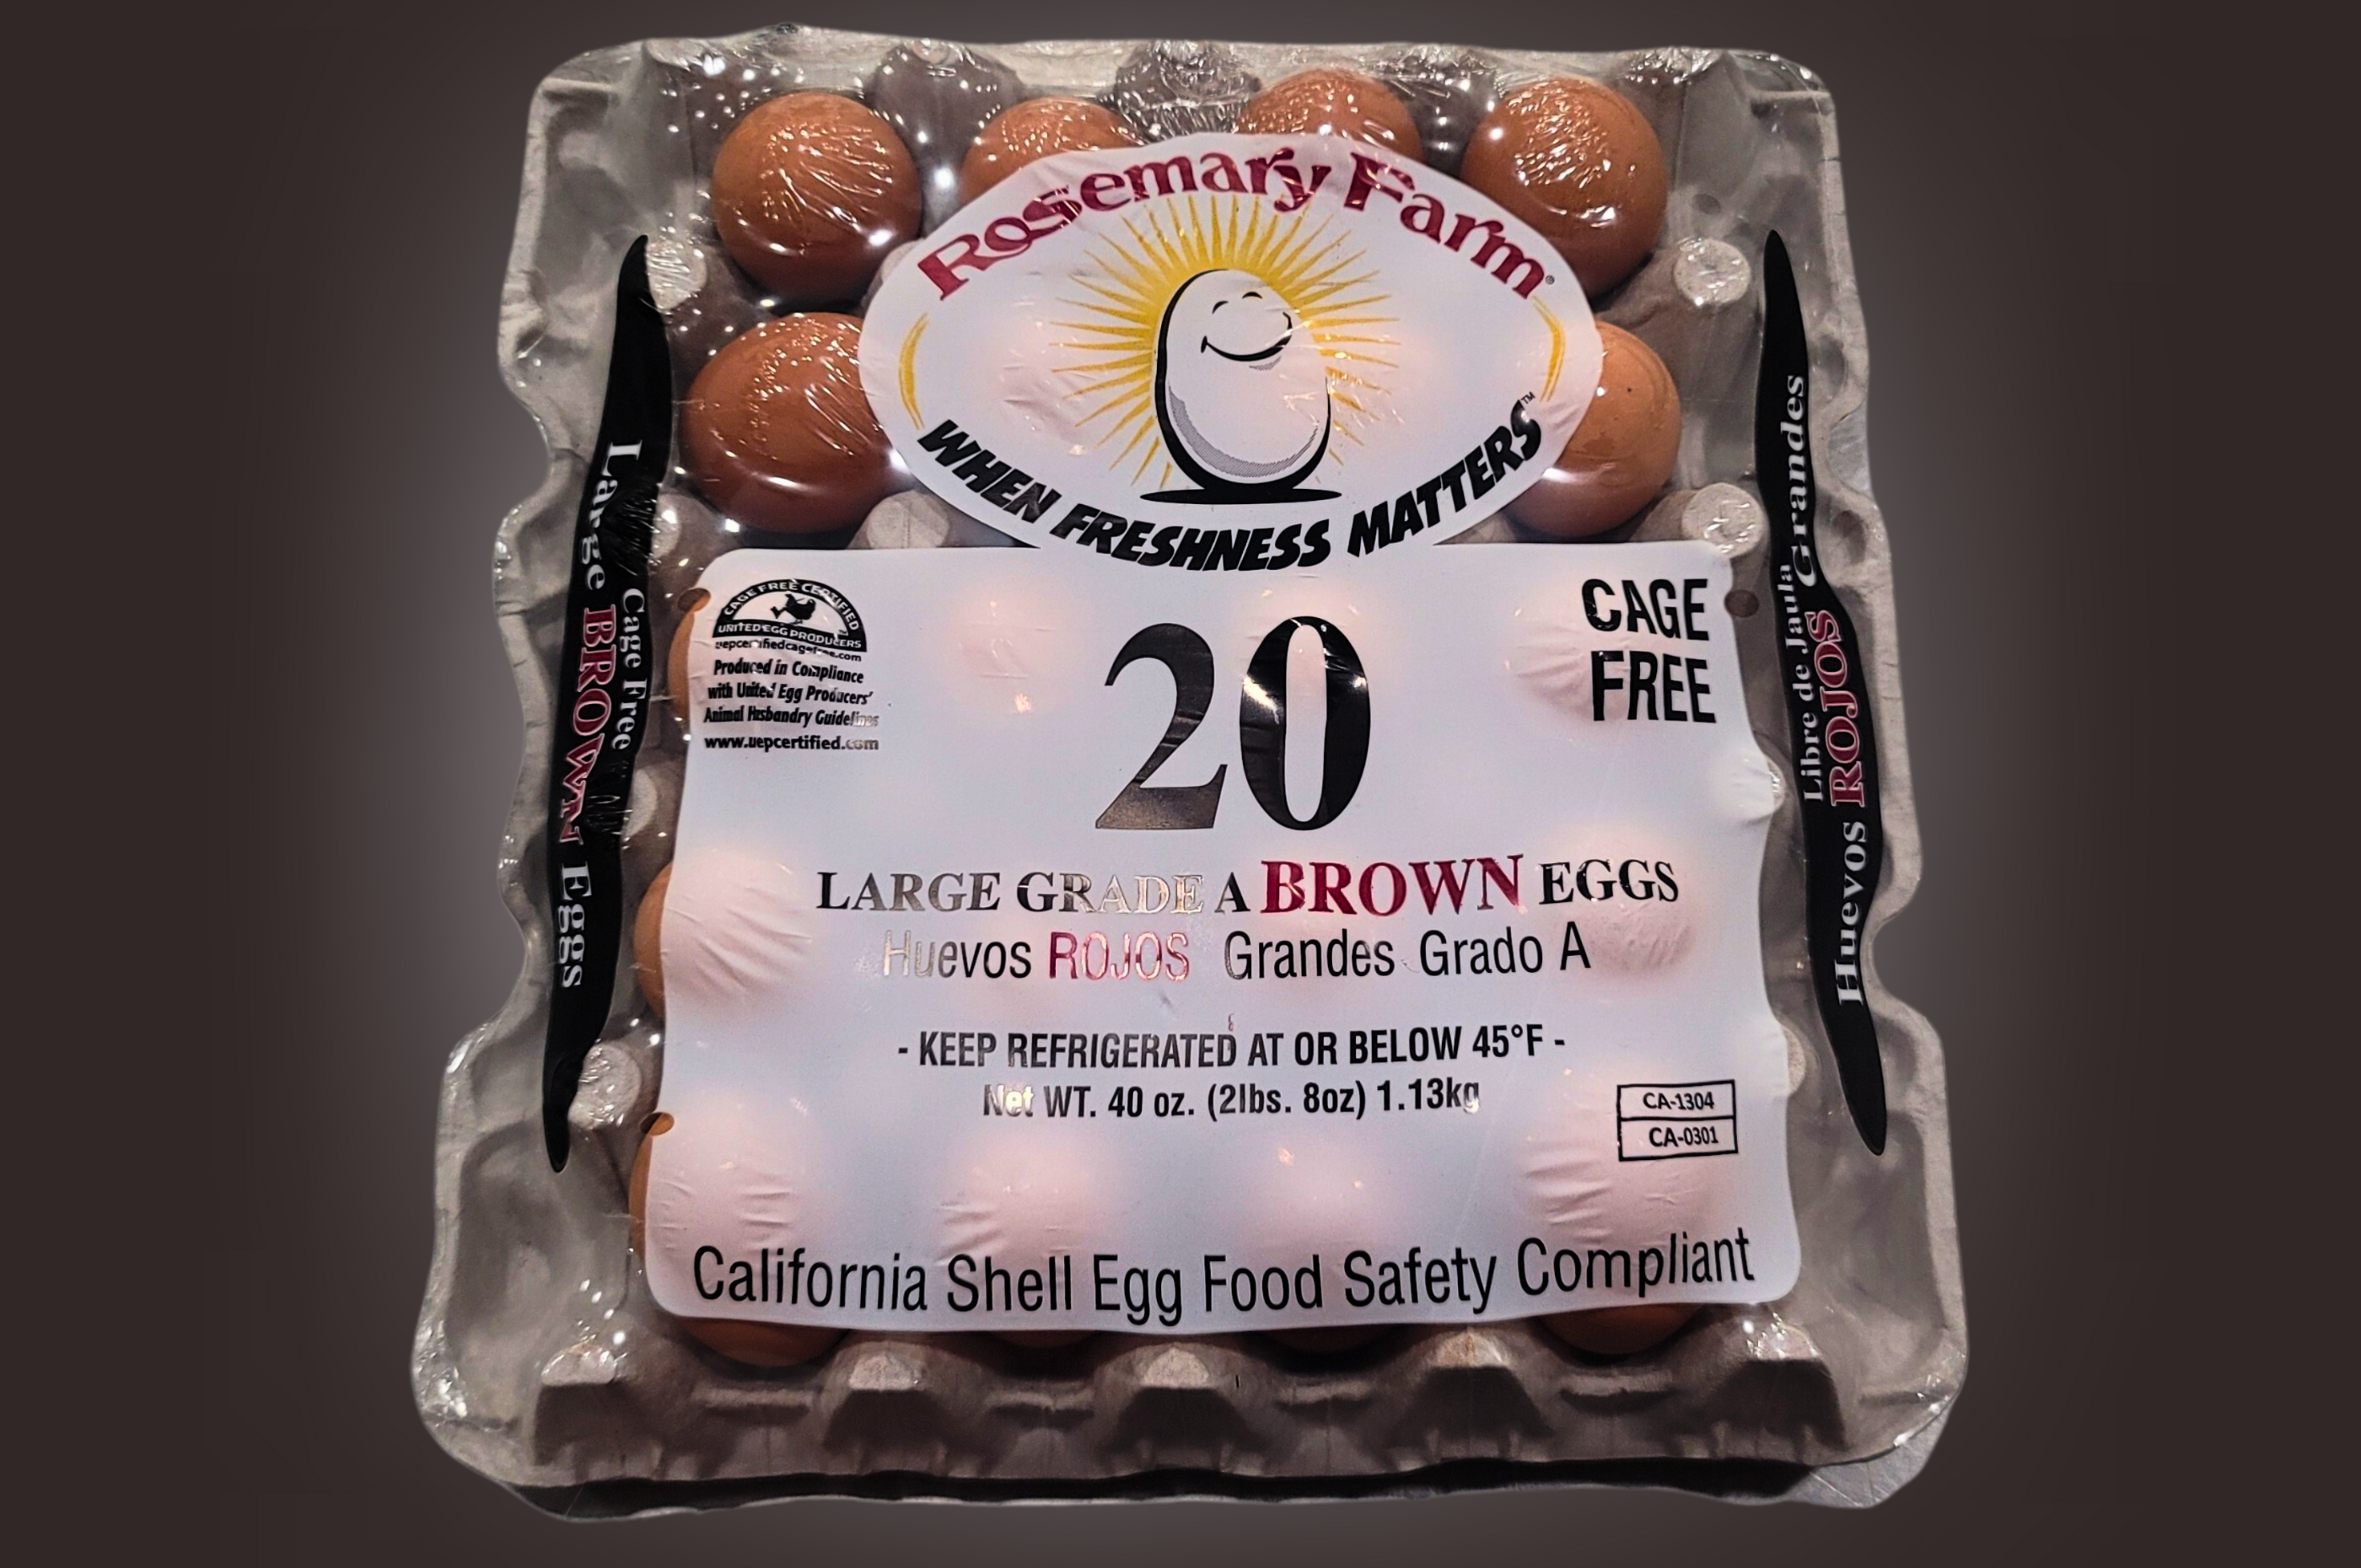 Rosemary Farm®
WHEN FRESHNESS MATTERS™
CAGE FREE CERTIFIED
UNITED EGG PRODUCERS
uepcertifiedcagefree.com
Produced in Compliance
with United Egg Producers'
Animal Husbandry Guidelines
www.uepcertified.com
20
CAGE
FREE
LARGE GRADE A BROWN EGGS
Huevos ROJOS Grandes Grado A
- KEEP REFRIGERATED AT OR BELOW 45°F -
Net WT. 40 oz. (2lbs. 8oz) 1.13kg
CA-1304
CA-0301
California Shell Egg Food Safety Compliant
Cage Free
Large BROWN Eggs
Libre de Jaula
Huevos ROJOS Grandes